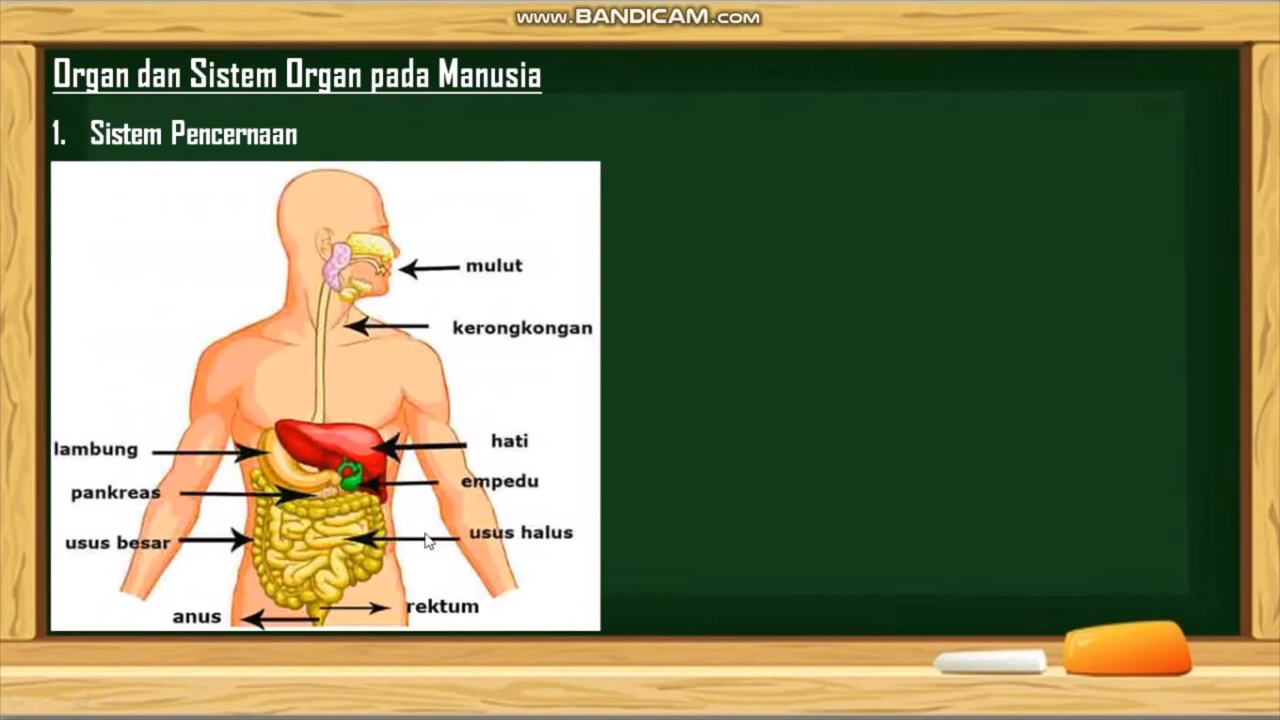 www.BANDICAM.com
Organ dan Sistem Organ pada Manusia
1. Sistem Pencernaan
mulut
kerongkongan
lambung
hati
pankreas
empedu
usus besar
usus halus
anus
rektum